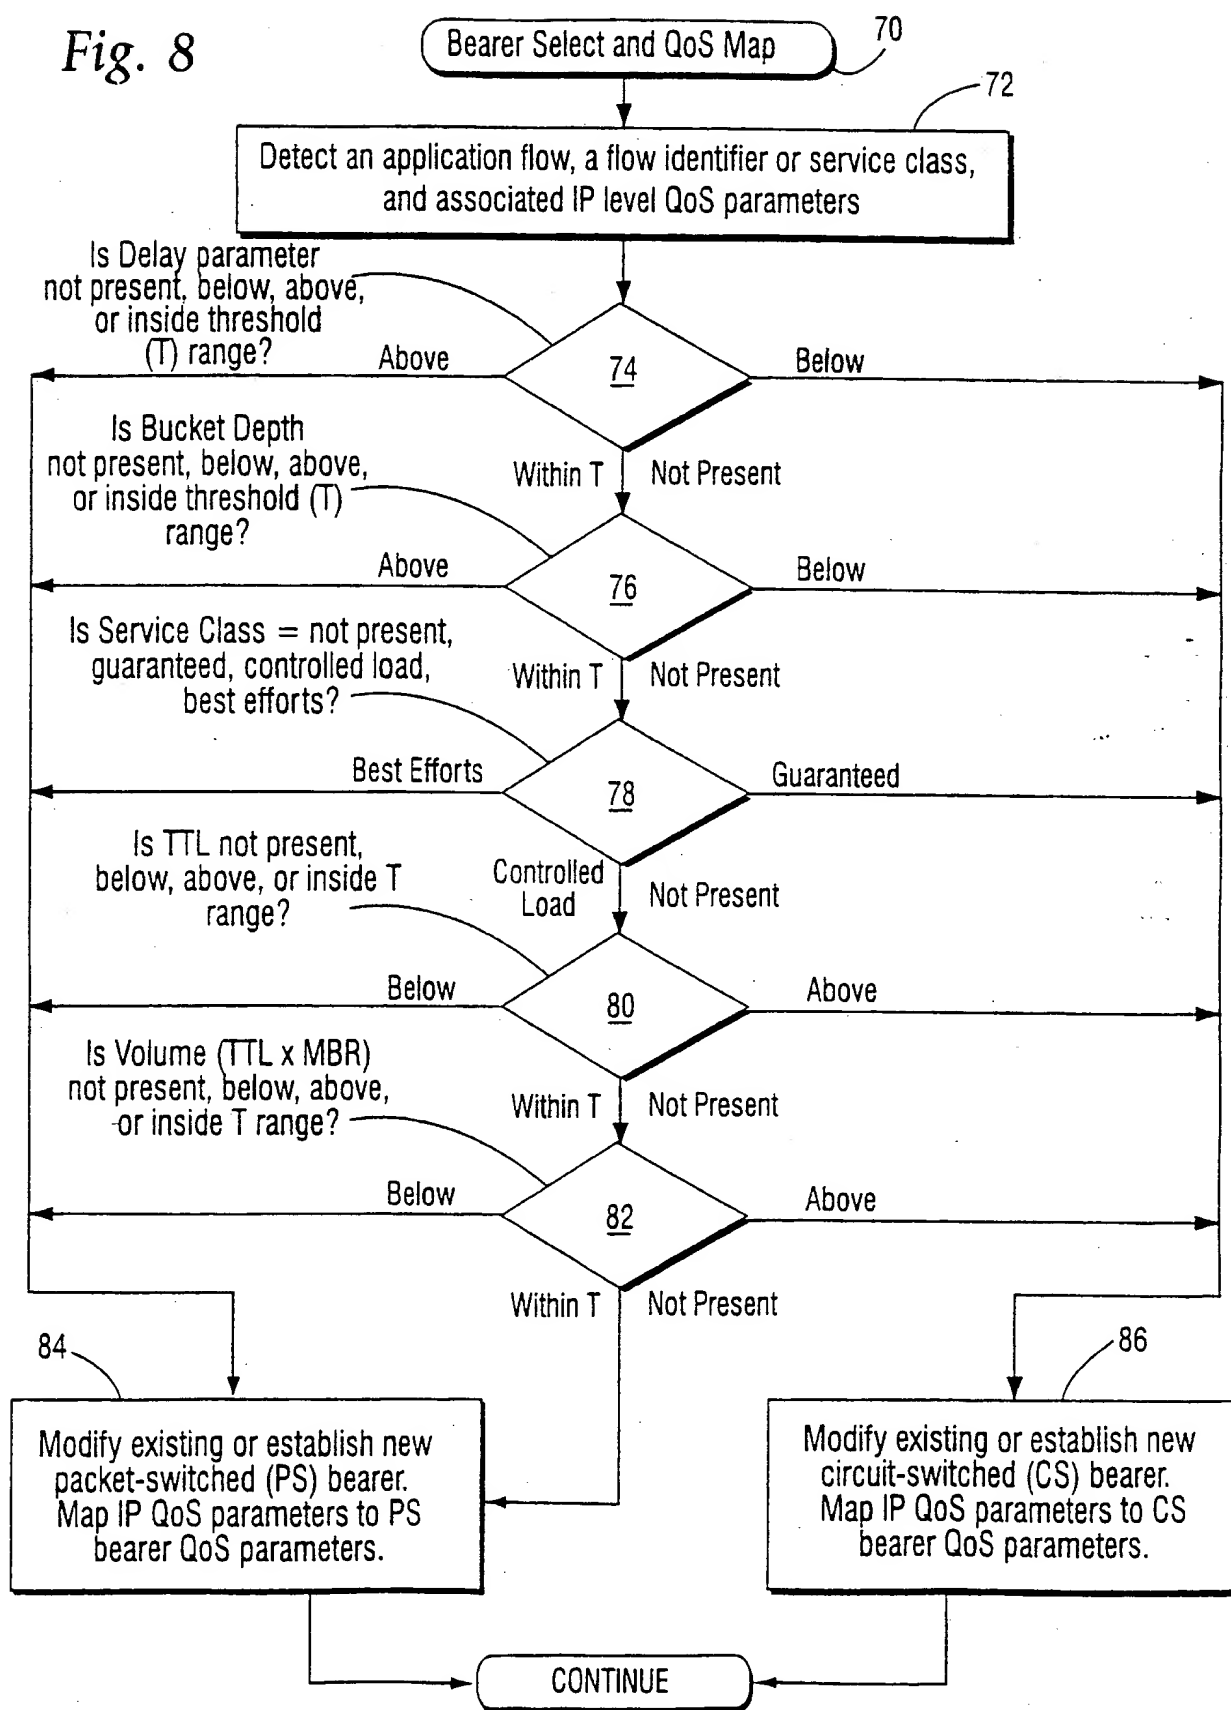 Fig. 8
Bearer Select and QoS Map
70
72
Detect an application flow, a flow identifier or service class,
and associated IP level QoS parameters
Is Delay parameter
not present, below, above,
or inside threshold
(T) range?
Above
74
Below
Within T
Not Present
Is Bucket Depth
not present, below, above,
or inside threshold (T)
range?
Above
76
Below
Within T
Not Present
Is Service Class = not present,
guaranteed, controlled load,
best efforts?
Best Efforts
78
Guaranteed
Controlled
Load
Not Present
Is TTL not present,
below, above, or inside T
range?
Below
80
Above
Within T
Not Present
Is Volume (TTL x MBR)
not present, below, above,
or inside T range?
Below
82
Above
Within T
Not Present
84
Modify existing or establish new
packet-switched (PS) bearer.
Map IP QoS parameters to PS
bearer QoS parameters.
86
Modify existing or establish new
circuit-switched (CS) bearer.
Map IP QoS parameters to CS
bearer QoS parameters.
CONTINUE